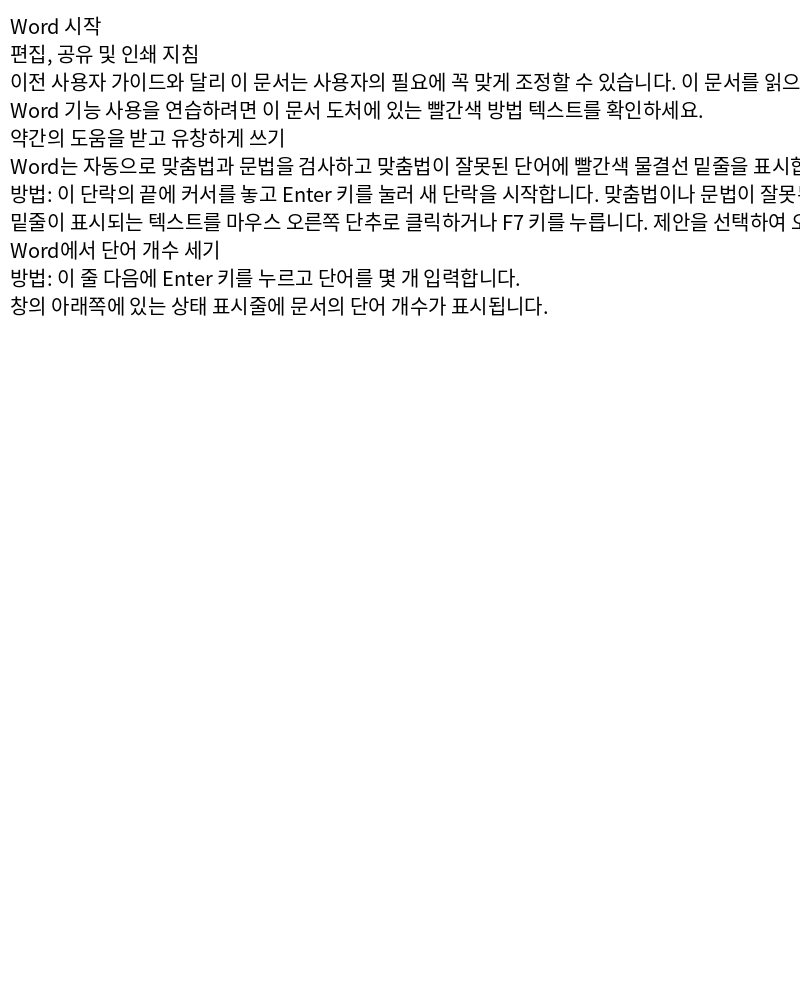 Word 시작
편집, 공유 및 인쇄 지침
이전 사용자 가이드와 달리 이 문서는 사용자의 필요에 꼭 맞게 조정할 수 있습니다. 이 문서를 읽으
Word 기능 사용을 연습하려면 이 문서 도처에 있는 빨간색 방법 텍스트를 확인하세요.
약간의 도움을 받고 유창하게 쓰기
Word는 자동으로 맞춤법과 문법을 검사하고 맞춤법이 잘못된 단어에 빨간색 물결선 밑줄을 표시합
방법: 이 단락의 끝에 커서를 놓고 Enter 키를 눌러 새 단락을 시작합니다. 맞춤법이나 문법이 잘못
밑줄이 표시되는 텍스트를 마우스 오른쪽 단추로 클릭하거나 F7 키를 누릅니다. 제안을 선택하여
Word에서 단어 개수 세기
방법: 이 줄 다음에 Enter 키를 누르고 단어를 몇 개 입력합니다.
창의 아래쪽에 있는 상태 표시줄에 문서의 단어 개수가 표시됩니다.